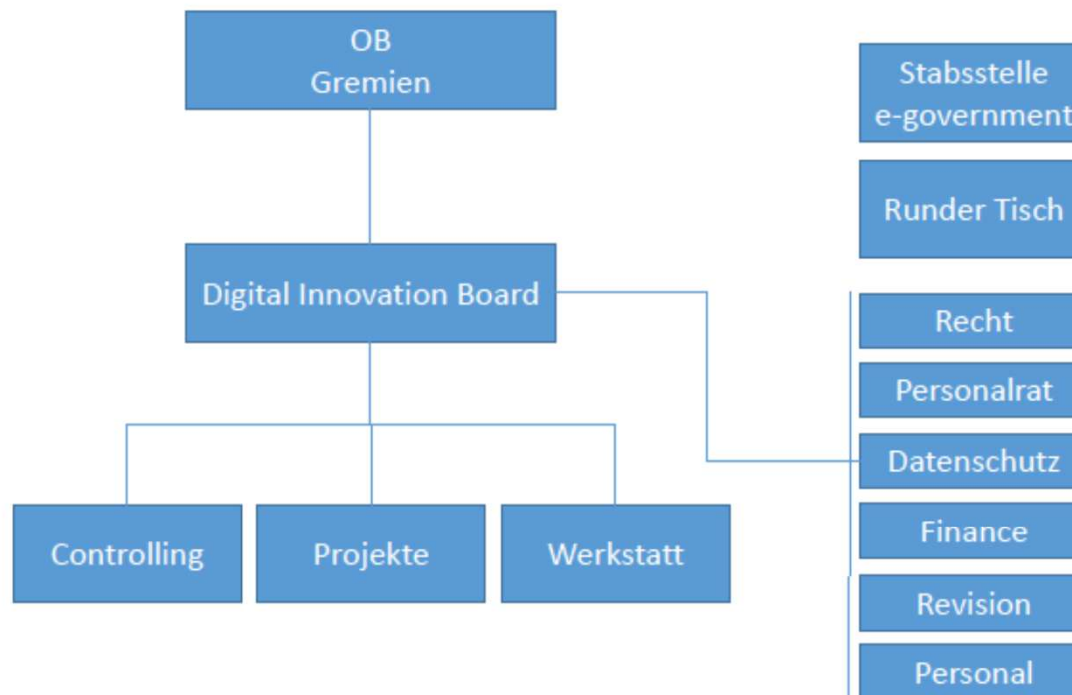 OB
Gremien
Stabsstelle
e-government
Runder Tisch
Digital Innovation Board
Recht
Personalrat
Datenschutz
Finance
Revision
Personal
Controlling
Projekte
Werkstatt